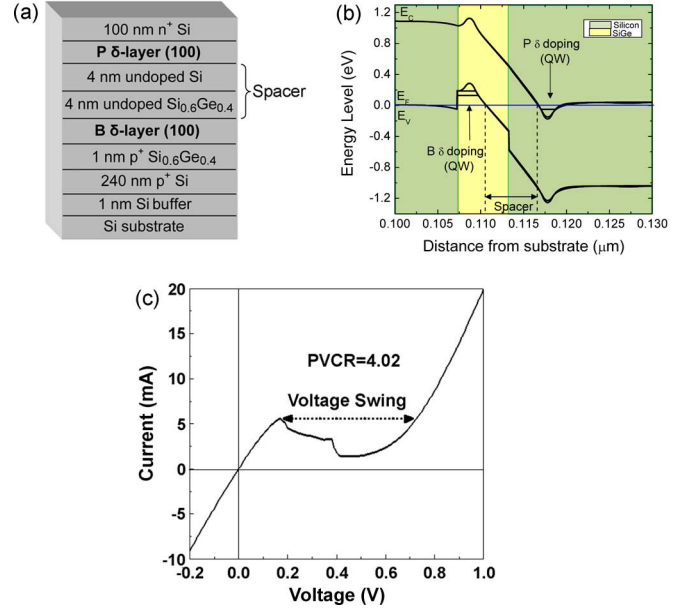 (a)
100 nm n⁺ Si
P δ-layer (100)
4 nm undoped Si
4 nm undoped Si₀.₆Ge₀.₄
Spacer
B δ-layer (100)
1 nm p⁺ Si₀.₆Ge₀.₄
240 nm p⁺ Si
1 nm Si buffer
Si substrate
(b)
Energy Level (eV)
1.2
0.8
0.4
0.0
-0.4
-0.8
-1.2
E_C
E_F
E_V
Silicon
SiGe
P δ doping
(QW)
B δ doping
(QW)
Spacer
0.100 0.105 0.110 0.115 0.120 0.125 0.130
Distance from substrate (μm)
(c)
Current (mA)
20
15
10
5
0
-5
-10
PVCR=4.02
Voltage Swing
-0.2 0.0 0.2 0.4 0.6 0.8 1.0
Voltage (V)